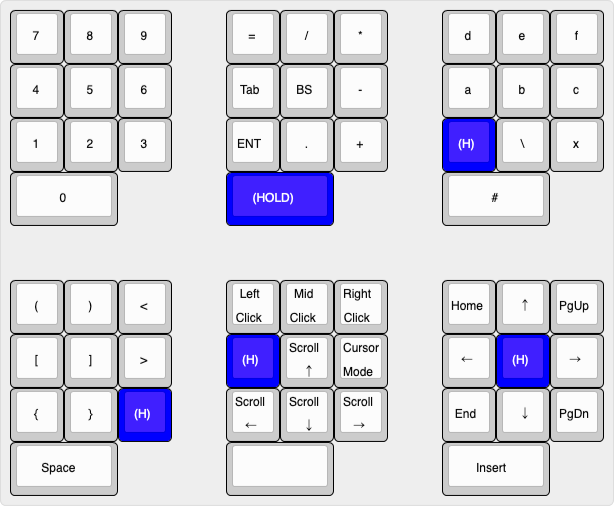 7 8 9 = / * d e f
4 5 6 Tab BS - a b c
1 2 3 ENT . + (H) \ x
0 (HOLD) #
( ) < Left Click Mid Click Right Click Home ↑ PgUp
[ ] > (H) Scroll ↑ Cursor Mode ← (H) →
{ } (H) Scroll ← Scroll ↓ Scroll → End ↓ PgDn
Space Insert